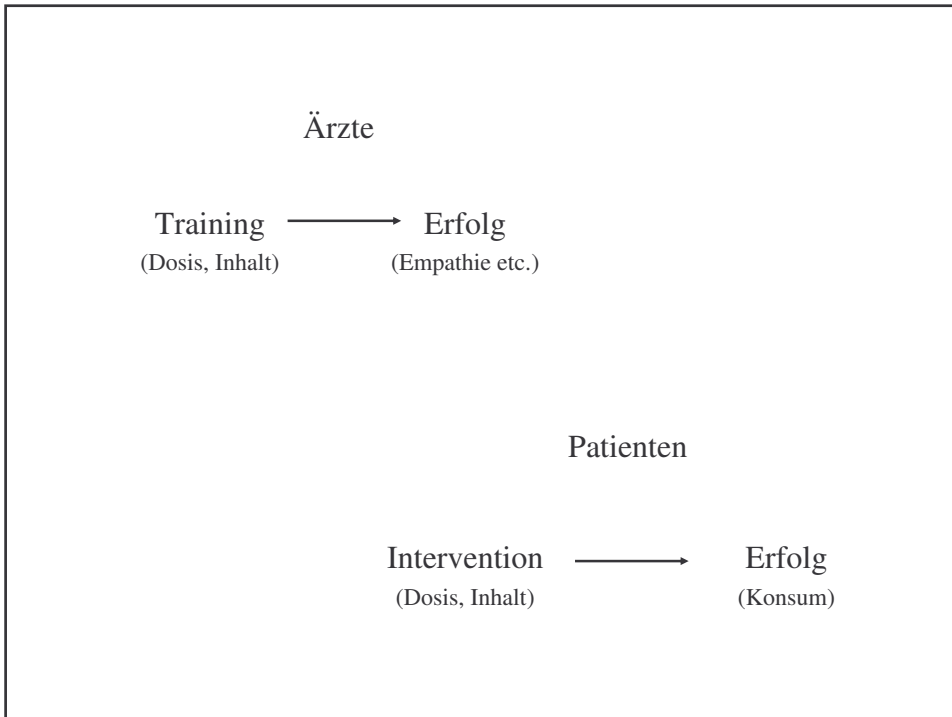 Ärzte
Training Erfolg
(Dosis, Inhalt) (Empathie etc.)
Patienten
Intervention Erfolg
(Dosis, Inhalt) (Konsum)